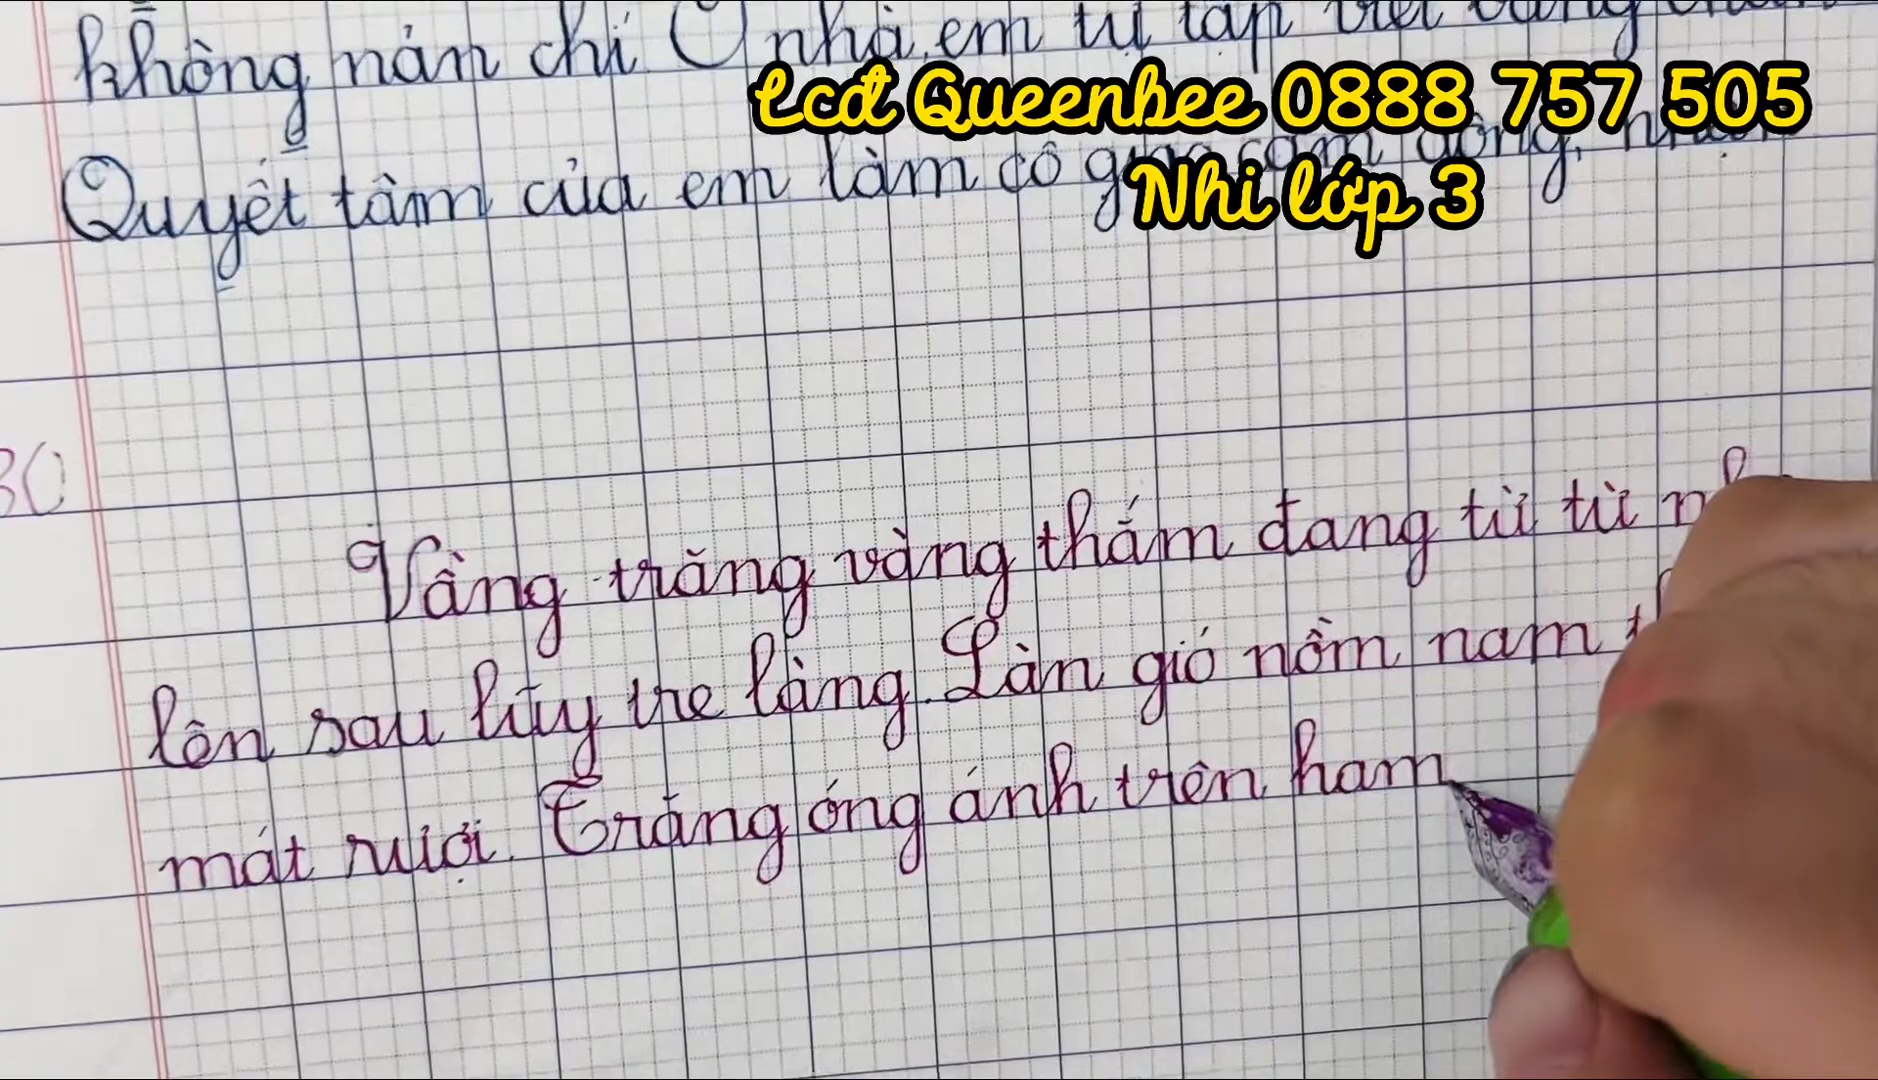 không nản chí Ở nhà em tự tập
Lcđ Queenbee 0888 757 505
Quyết tâm của em làm cô
Nhi lớp 3
30
Vầng trăng vàng thắm đang từ từ
lên sau lũy tre làng. Làn gió nồm nam
mát rượi. Trăng óng ánh trên ham